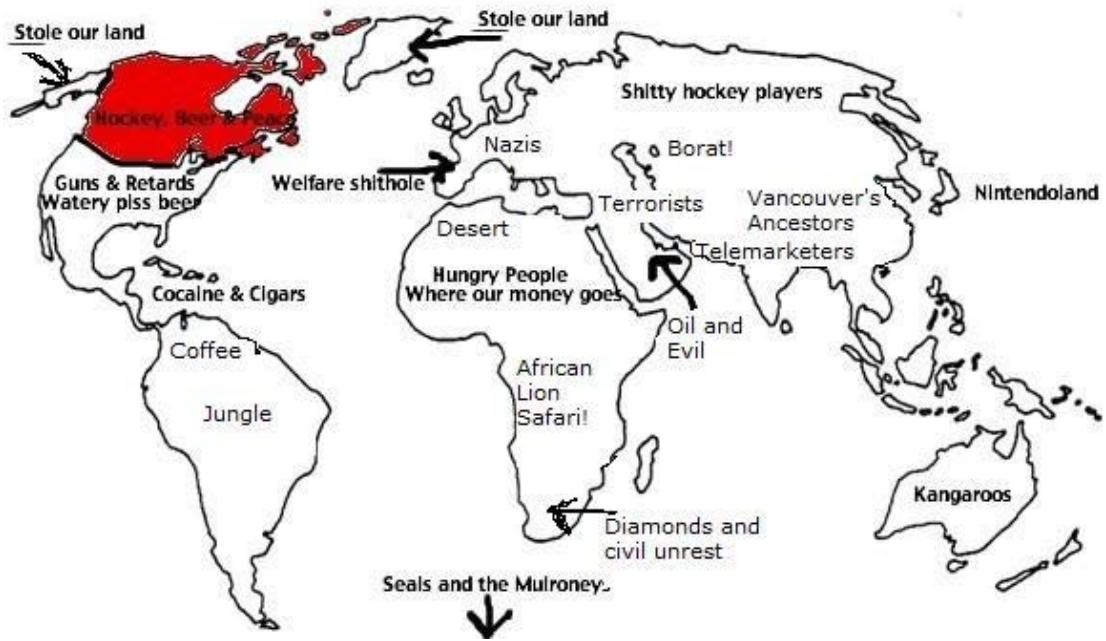 Stole our land
Stole our land
Hockey, Beer & Peace
Shitty hockey players
Nazis
Borat!
Guns & Retards
Watery piss beer
Welfare shithole
Terrorists
Vancouver's
Ancestors
Nintendoland
Desert
Telemarketers
Hungry People
Where our money goes
Cocaine & Cigars
Oil and
Evil
Coffee
African
Lion
Safari!
Jungle
Kangaroos
Diamonds and
civil unrest
Seals and the Mulroneys